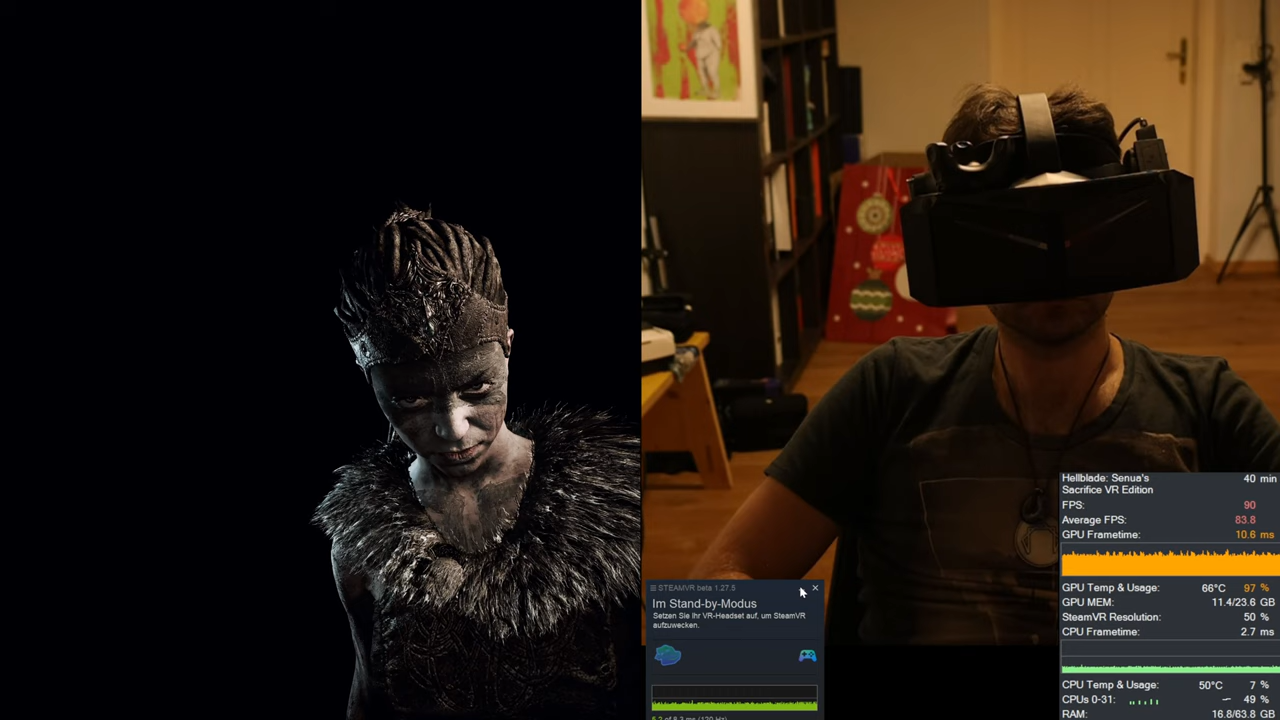 STEAMVR beta 1.27.5
Im Stand-by-Modus
Setzen Sie Ihr VR-Headset auf, um SteamVR
aufzuwecken.
Hellblade: Senua's 40 min
Sacrifice VR Edition
FPS: 90
Average FPS: 83.8
GPU Frametime: 10.6 ms
GPU Temp & Usage: 66°C 97 %
GPU MEM: 11.4/23.6 GB
SteamVR Resolution: 50 %
CPU Frametime: 2.7 ms
CPU Temp & Usage: 50°C 7 %
CPUs 0-31: 49 %
RAM: 16.8/63.8 GB